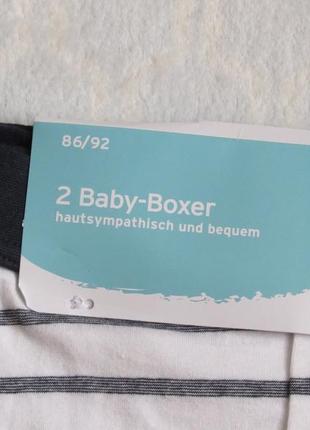 86/92
2 Baby-Boxer
hautsympathisch und bequem